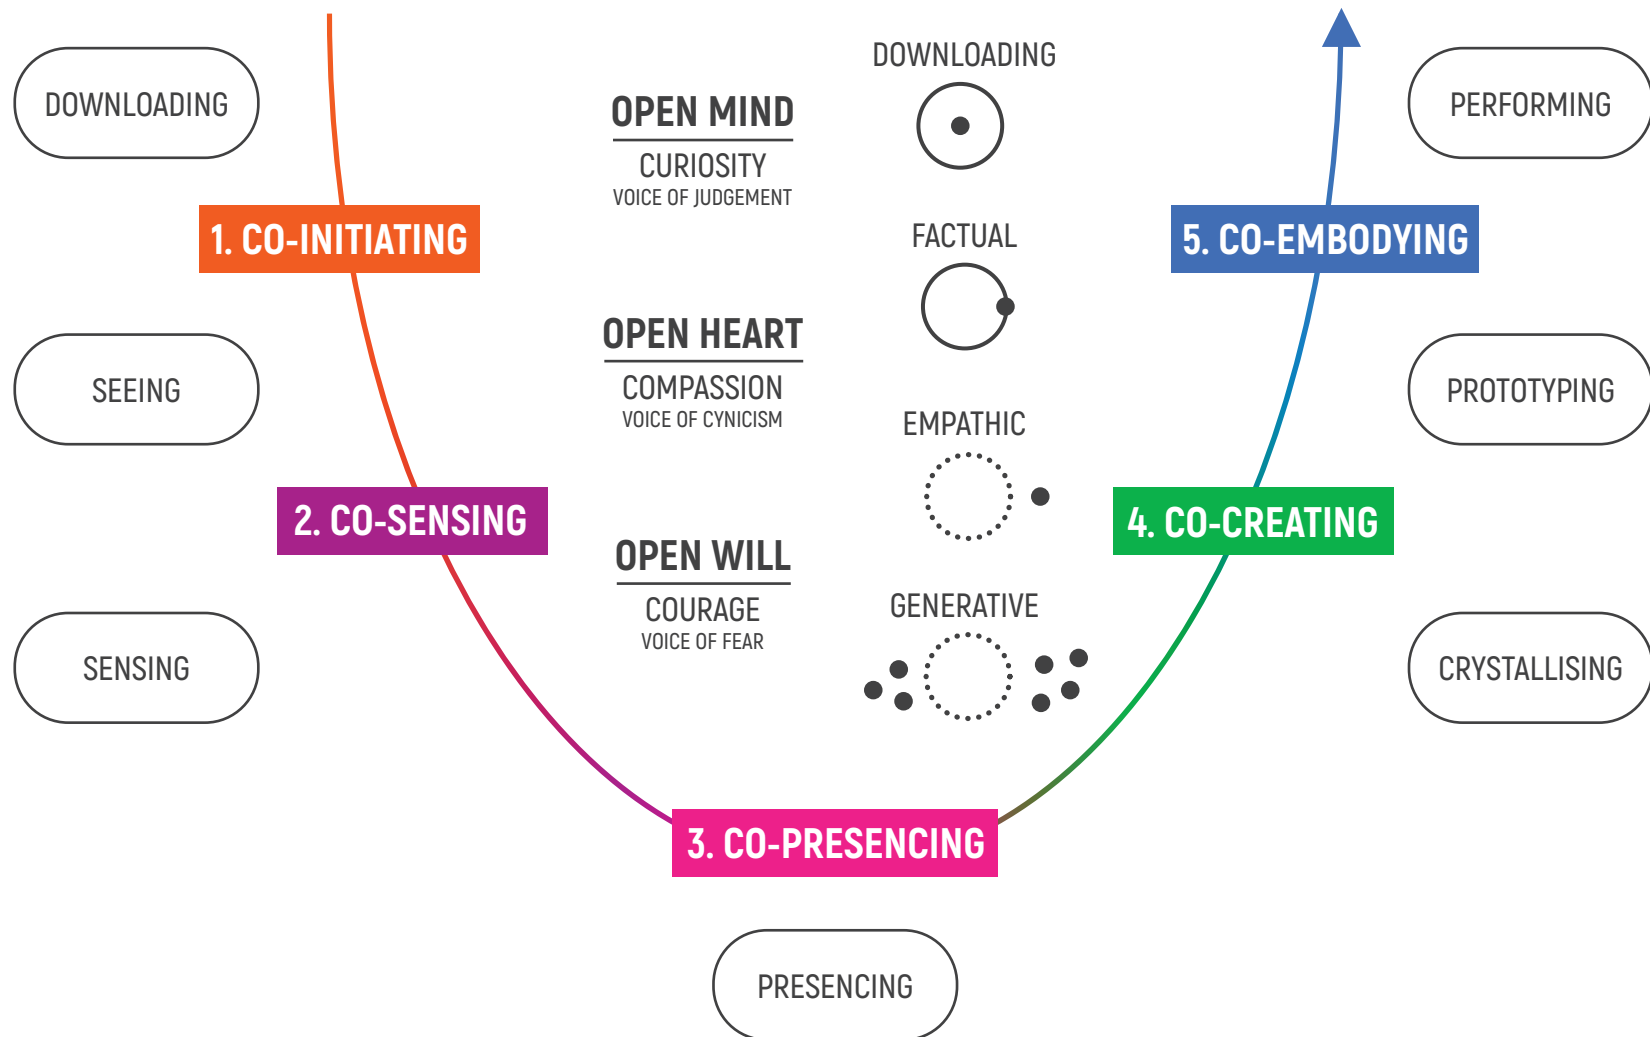 DOWNLOADING
DOWNLOADING
PERFORMING
OPEN MIND
CURIOSITY
VOICE OF JUDGEMENT
1. CO-INITIATING
FACTUAL
5. CO-EMBODYING
SEEING
OPEN HEART
COMPASSION
VOICE OF CYNICISM
EMPATHIC
PROTOTYPING
2. CO-SENSING
4. CO-CREATING
OPEN WILL
COURAGE
VOICE OF FEAR
GENERATIVE
SENSING
CRYSTALLISING
3. CO-PRESENCING
PRESENCING